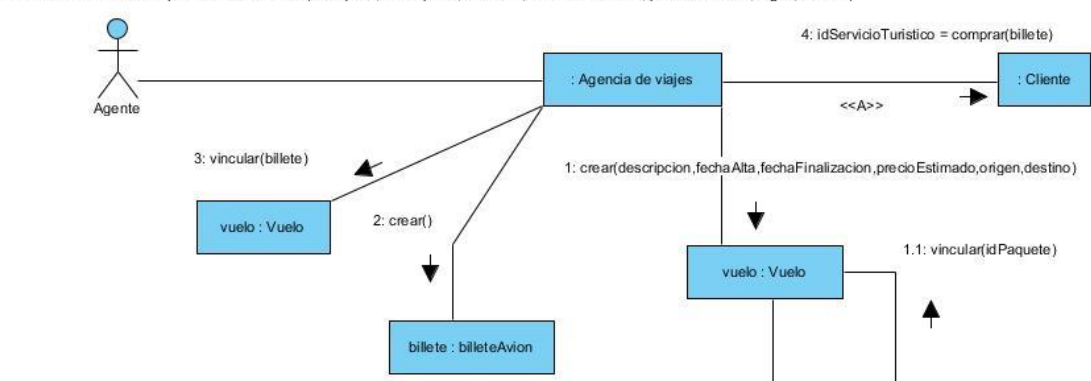 4: idServicioTuristico = comprar(billete)
: Agencia de viajes
: Cliente
Agente
<<A>>
3: vincular(billete)
1: crear(descripcion,fechaAlta,fechaFinalizacion,precioEstimado,origen,destino)
vuelo : Vuelo
2: crear()
1.1: vincular(idPaquete)
vuelo : Vuelo
billete : billeteAvion